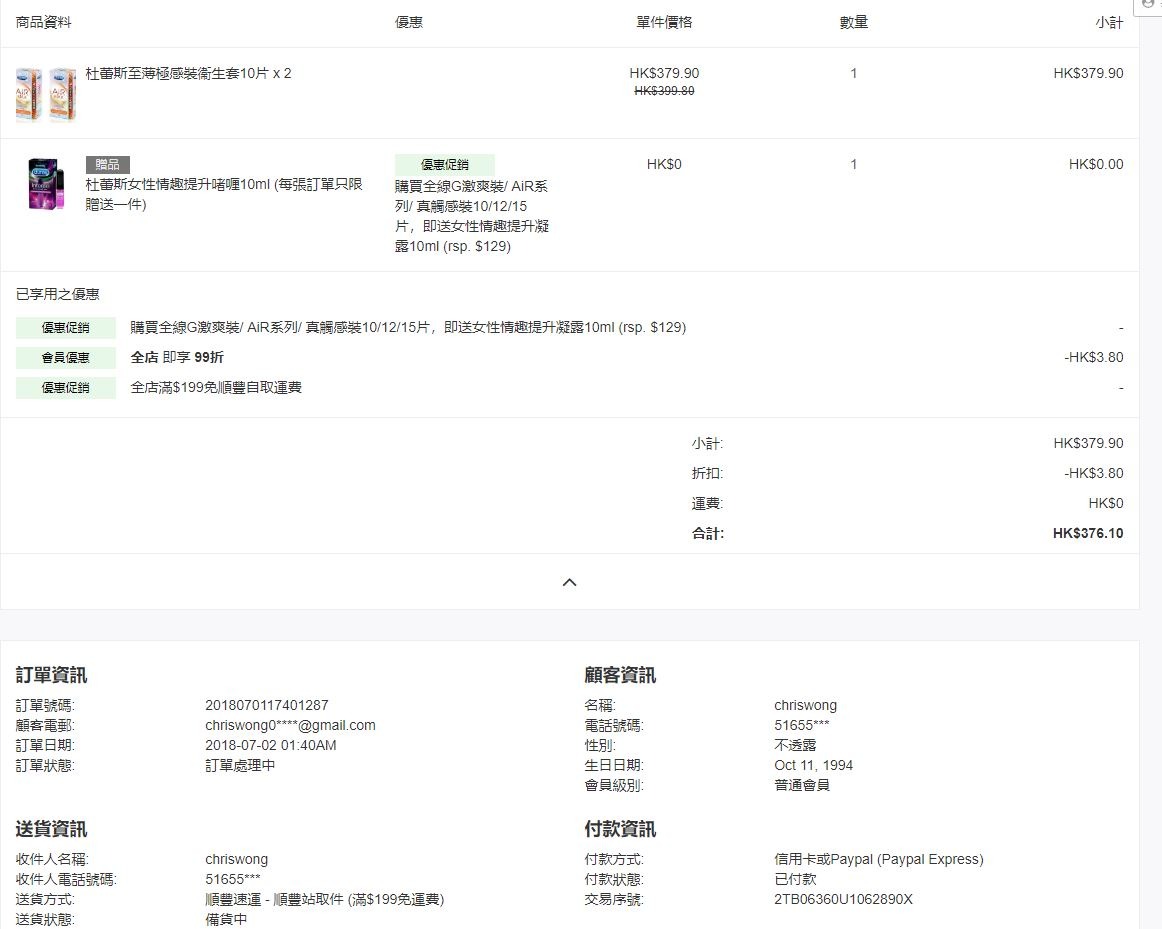 商品資料 優惠 單件價格 數量 小計
杜蕾斯至薄極感裝衞生套10片 x 2 HK$379.90 1 HK$379.90
HK$399.80
AiR
AiR
贈品 優惠促銷 HK$0 1 HK$0.00
杜蕾斯女性情趣提升啫喱10ml (每張訂單只限
贈送一件)
購買全線G激爽裝/ AiR系
列/ 真觸感裝10/12/15
片，即送女性情趣提升凝
露10ml (rsp. $129)
durex
intense
已享用之優惠
優惠促銷 購買全線G激爽裝/ AiR系列/ 真觸感裝10/12/15片，即送女性情趣提升凝露10ml (rsp. $129) -
會員優惠 全店 即享 99折 -HK$3.80
優惠促銷 全店滿$199免順豐自取運費 -
小計: HK$379.90
折扣: -HK$3.80
運費: HK$0
合計: HK$376.10
訂單資訊
訂單號碼: 2018070117401287
顧客電郵: chriswong0****@gmail.com
訂單日期: 2018-07-02 01:40AM
訂單狀態: 訂單處理中
顧客資訊
名稱: chriswong
電話號碼: 51655***
性別: 不透露
生日日期: Oct 11, 1994
會員級別: 普通會員
送貨資訊
收件人名稱: chriswong
收件人電話號碼: 51655***
送貨方式: 順豐速運 - 順豐站取件 (滿$199免運費)
送貨狀態: 備貨中
付款資訊
付款方式: 信用卡或Paypal (Paypal Express)
付款狀態: 已付款
交易序號: 2TB06360U1062890X